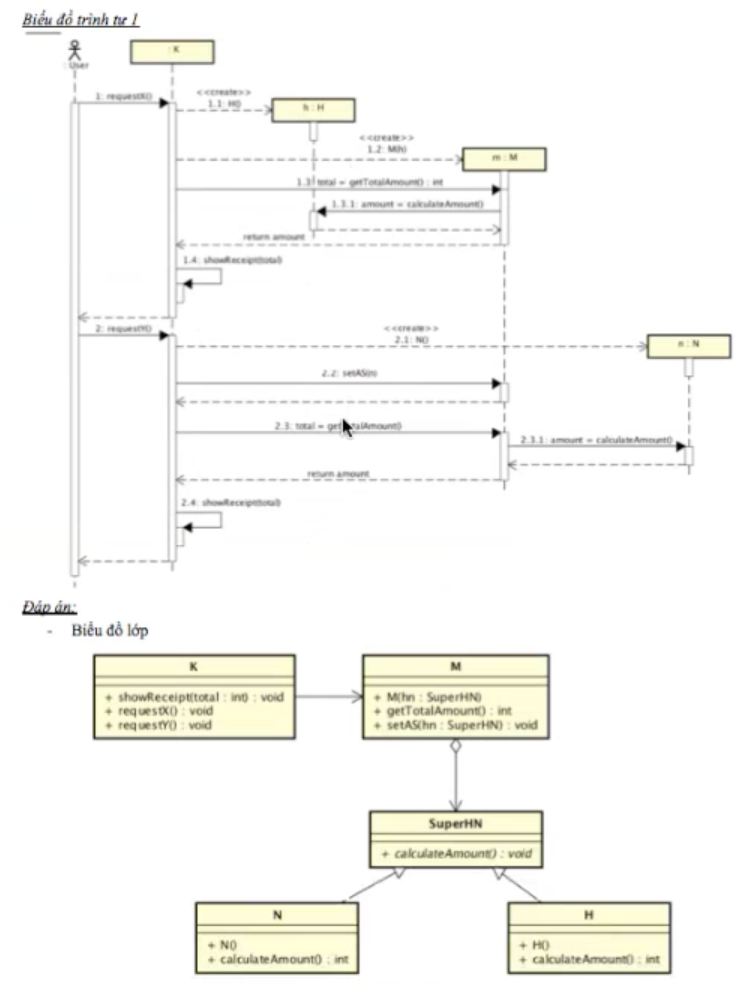 Biểu đồ trình tự 1
: User
: K
1: requestX()
<<create>>
1.1: H()
h : H
<<create>>
1.2: M(h)
m : M
1.3: total = getTotalAmount() : int
1.3.1: amount = calculateAmount()
return amount
1.4: showReceipt(total)
2: requestY()
<<create>>
2.1: N()
n : N
2.2: setAS(n)
2.3: total = getTotalAmount()
2.3.1: amount = calculateAmount()
return amount
2.4: showReceipt(total)
Đáp án:
- Biểu đồ lớp
K
+ showReceipt(total : int) : void
+ requestX() : void
+ requestY() : void
M
+ M(hn : SuperHN)
+ getTotalAmount() : int
+ setAS(hn : SuperHN) : void
SuperHN
+ calculateAmount() : void
N
+ N()
+ calculateAmount() : int
H
+ H()
+ calculateAmount() : int